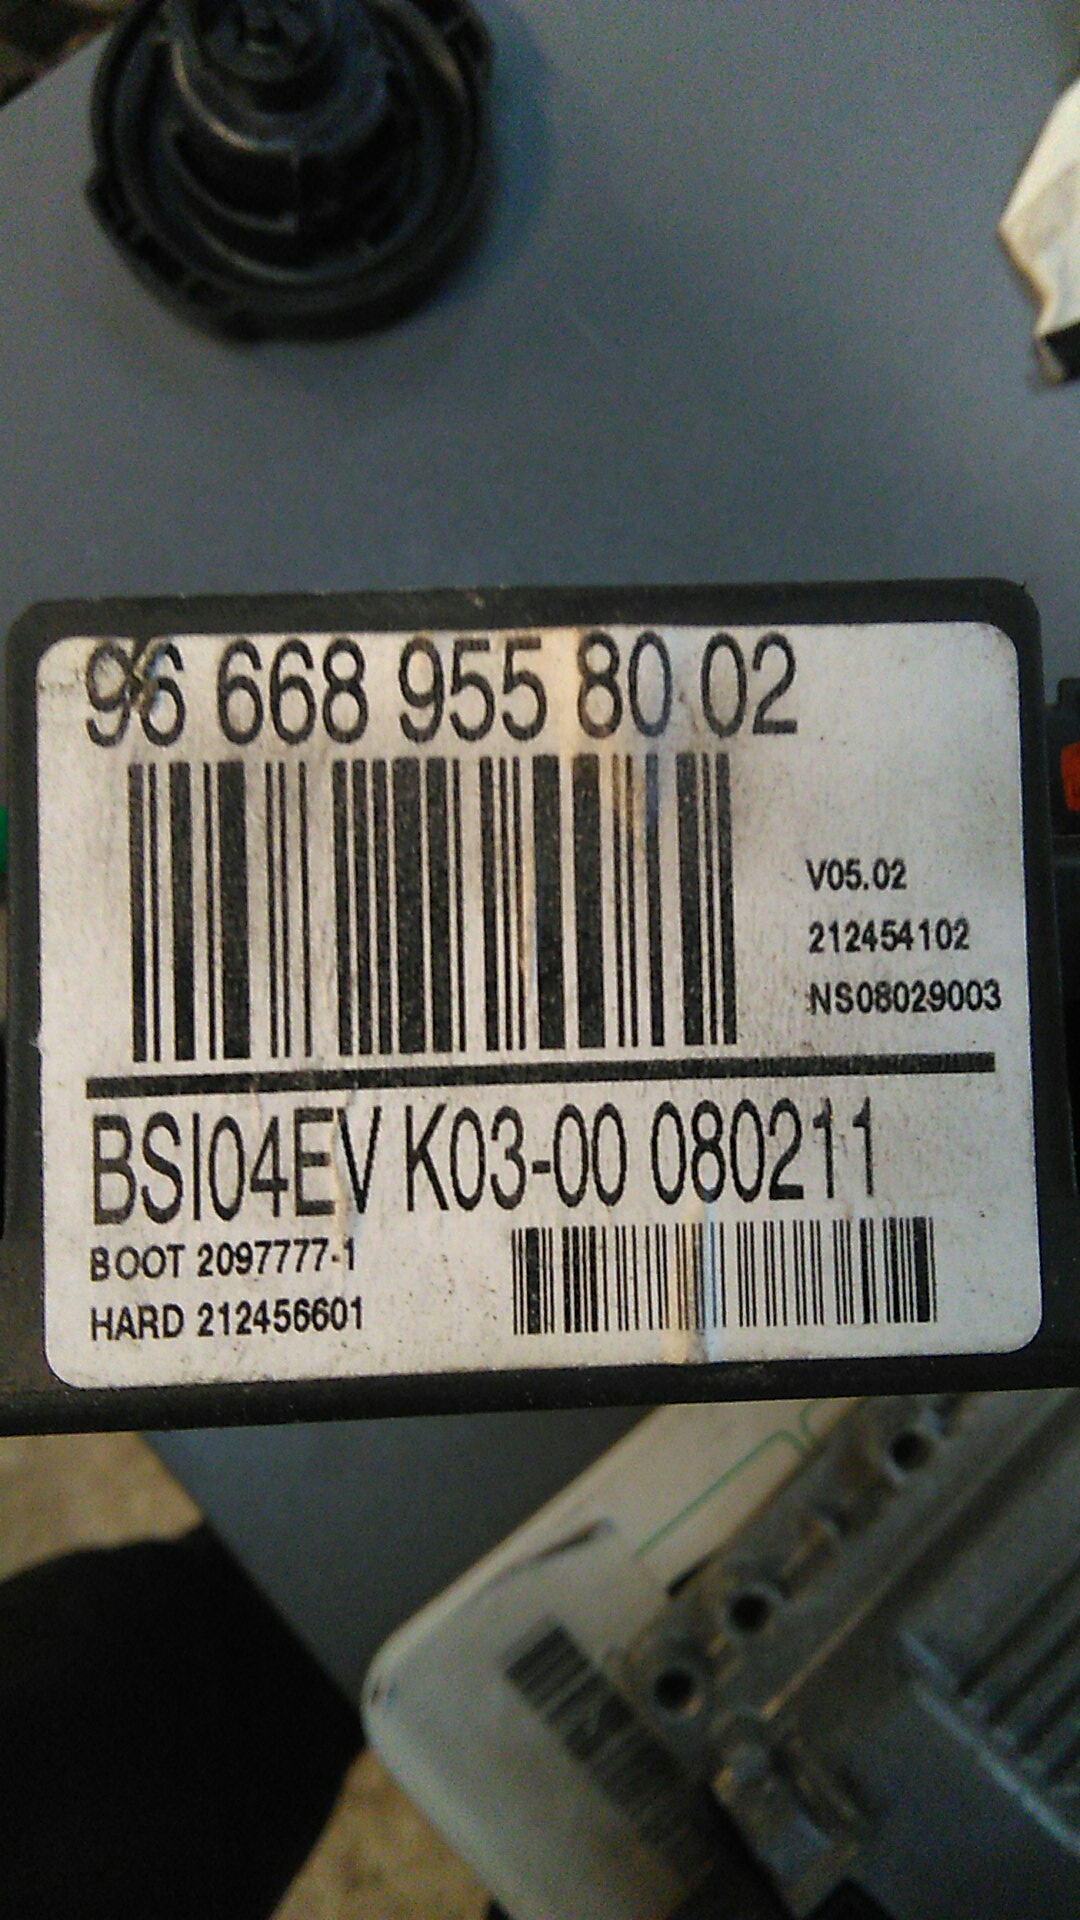 96 668 955 80 02
V05.02
212454102
NS08029003
BSI04EV K03-00 080211
BOOT 2097777-1
HARD 212456601